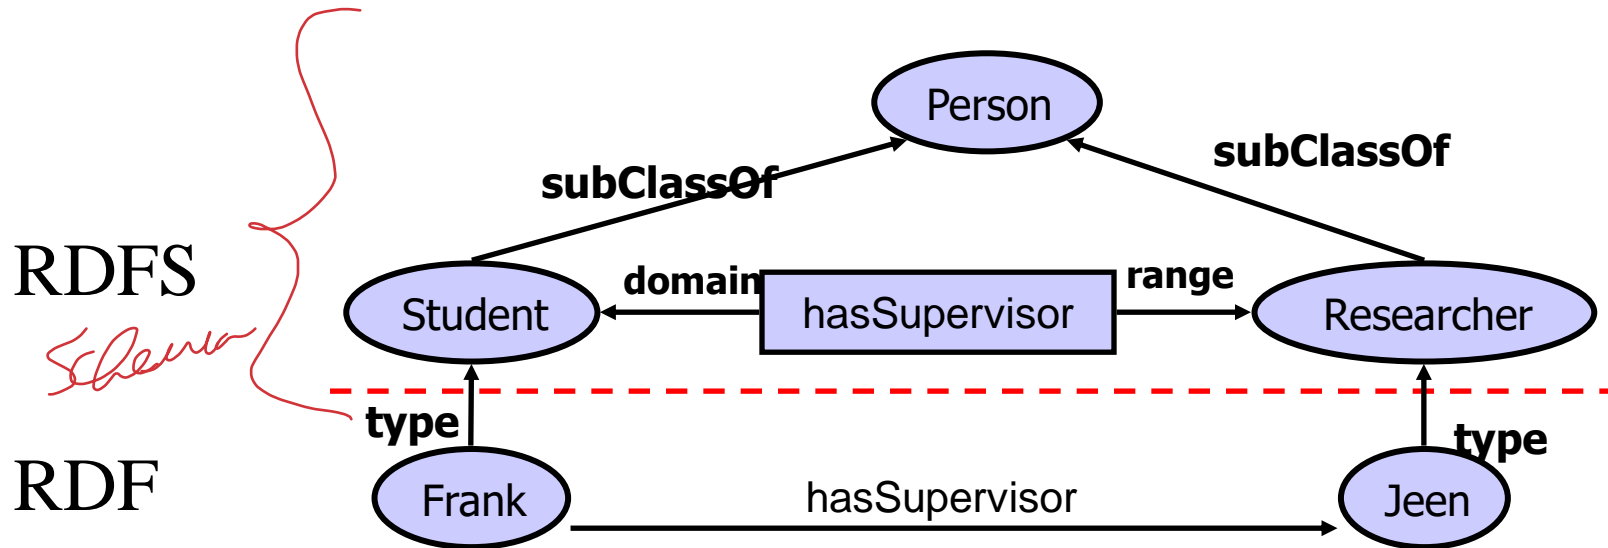 Person
subClassOf
subClassOf
RDFS
Schema
Student
domain
hasSupervisor
range
Researcher
type
type
RDF
Frank
hasSupervisor
Jeen